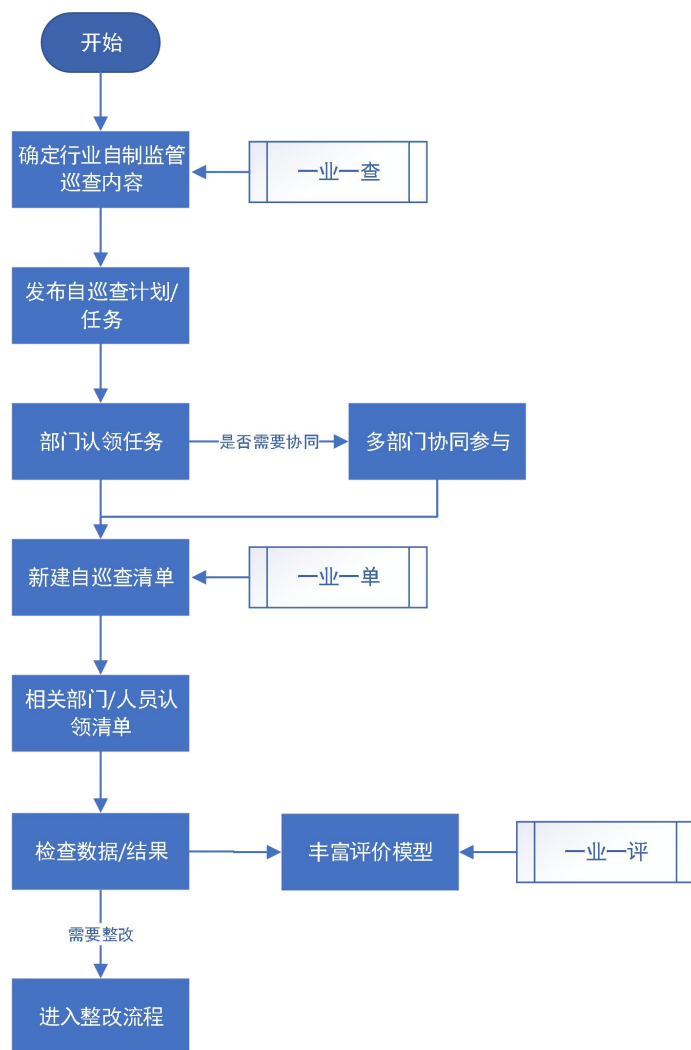 开始
确定行业自制监管
巡查内容
一业一查
发布自巡查计划/
任务
部门认领任务
是否需要协同
多部门协同参与
新建自巡查清单
一业一单
相关部门/人员认
领清单
检查数据/结果
丰富评价模型
一业一评
需要整改
进入整改流程